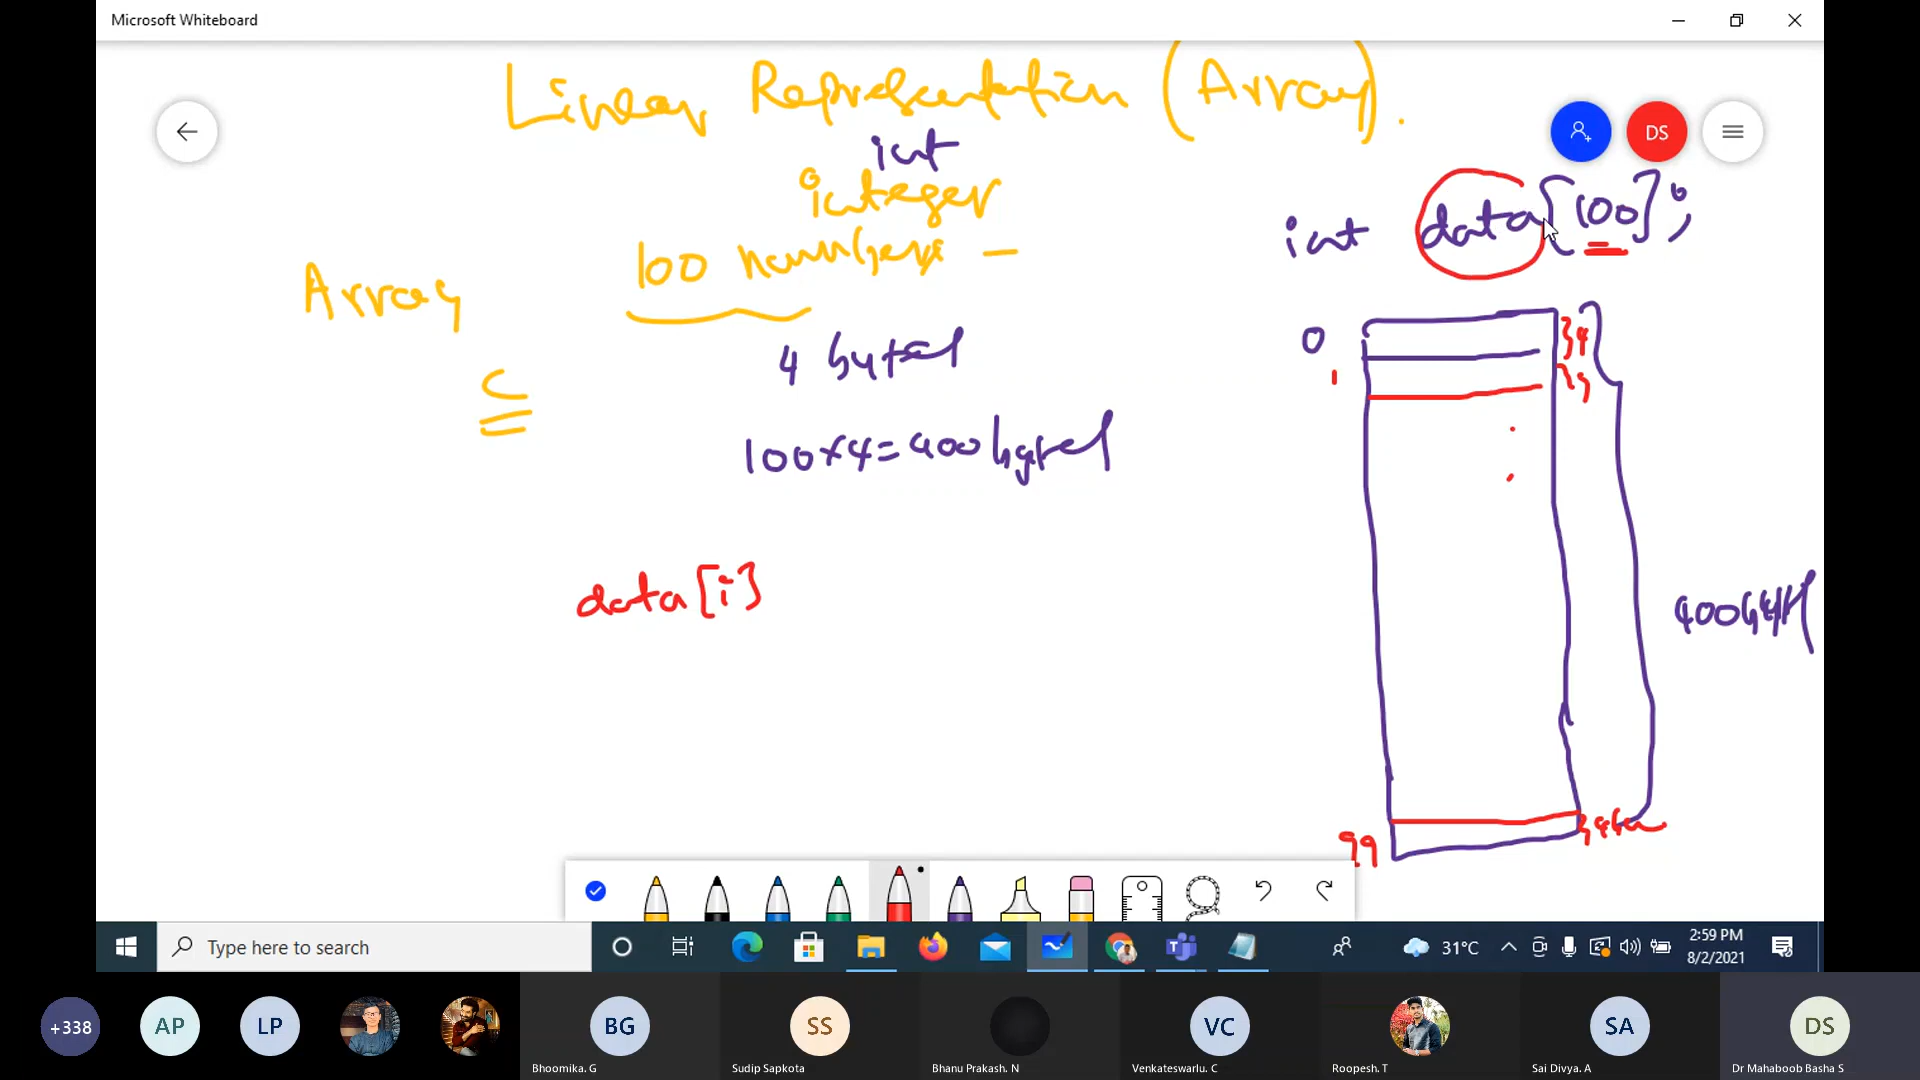 Microsoft Whiteboard
Linear Representation (Array).
int
integer
DS
int data[100];
100 numbers –
Array
4 bytes
C
100×4=400 bytes
0
34
1
data[i]
99
Type here to search
31°C
2:59 PM
8/2/2021
+338
AP
LP
BG
SS
VC
SA
DS
Bhoomika. G
Sudip Sapkota
Bhanu Prakash. N
Venkateswarlu. C
Roopesh. T
Sai Divya. A
Dr Mahaboob Basha S